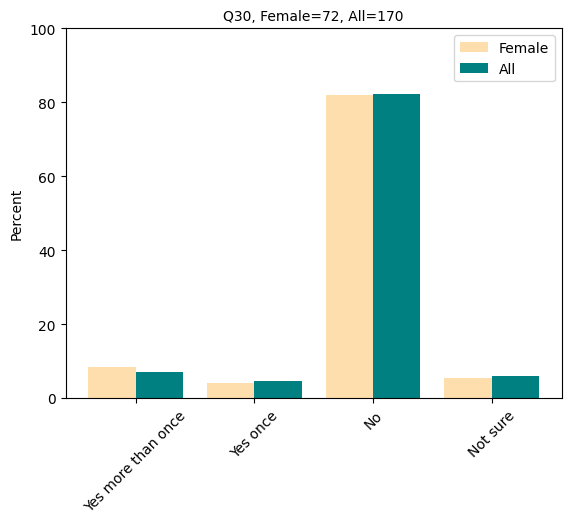 Q30, Female=72, All=170
100
80
60
40
20
0
Percent
Female
All
Yes more than once
Yes once
No
Not sure